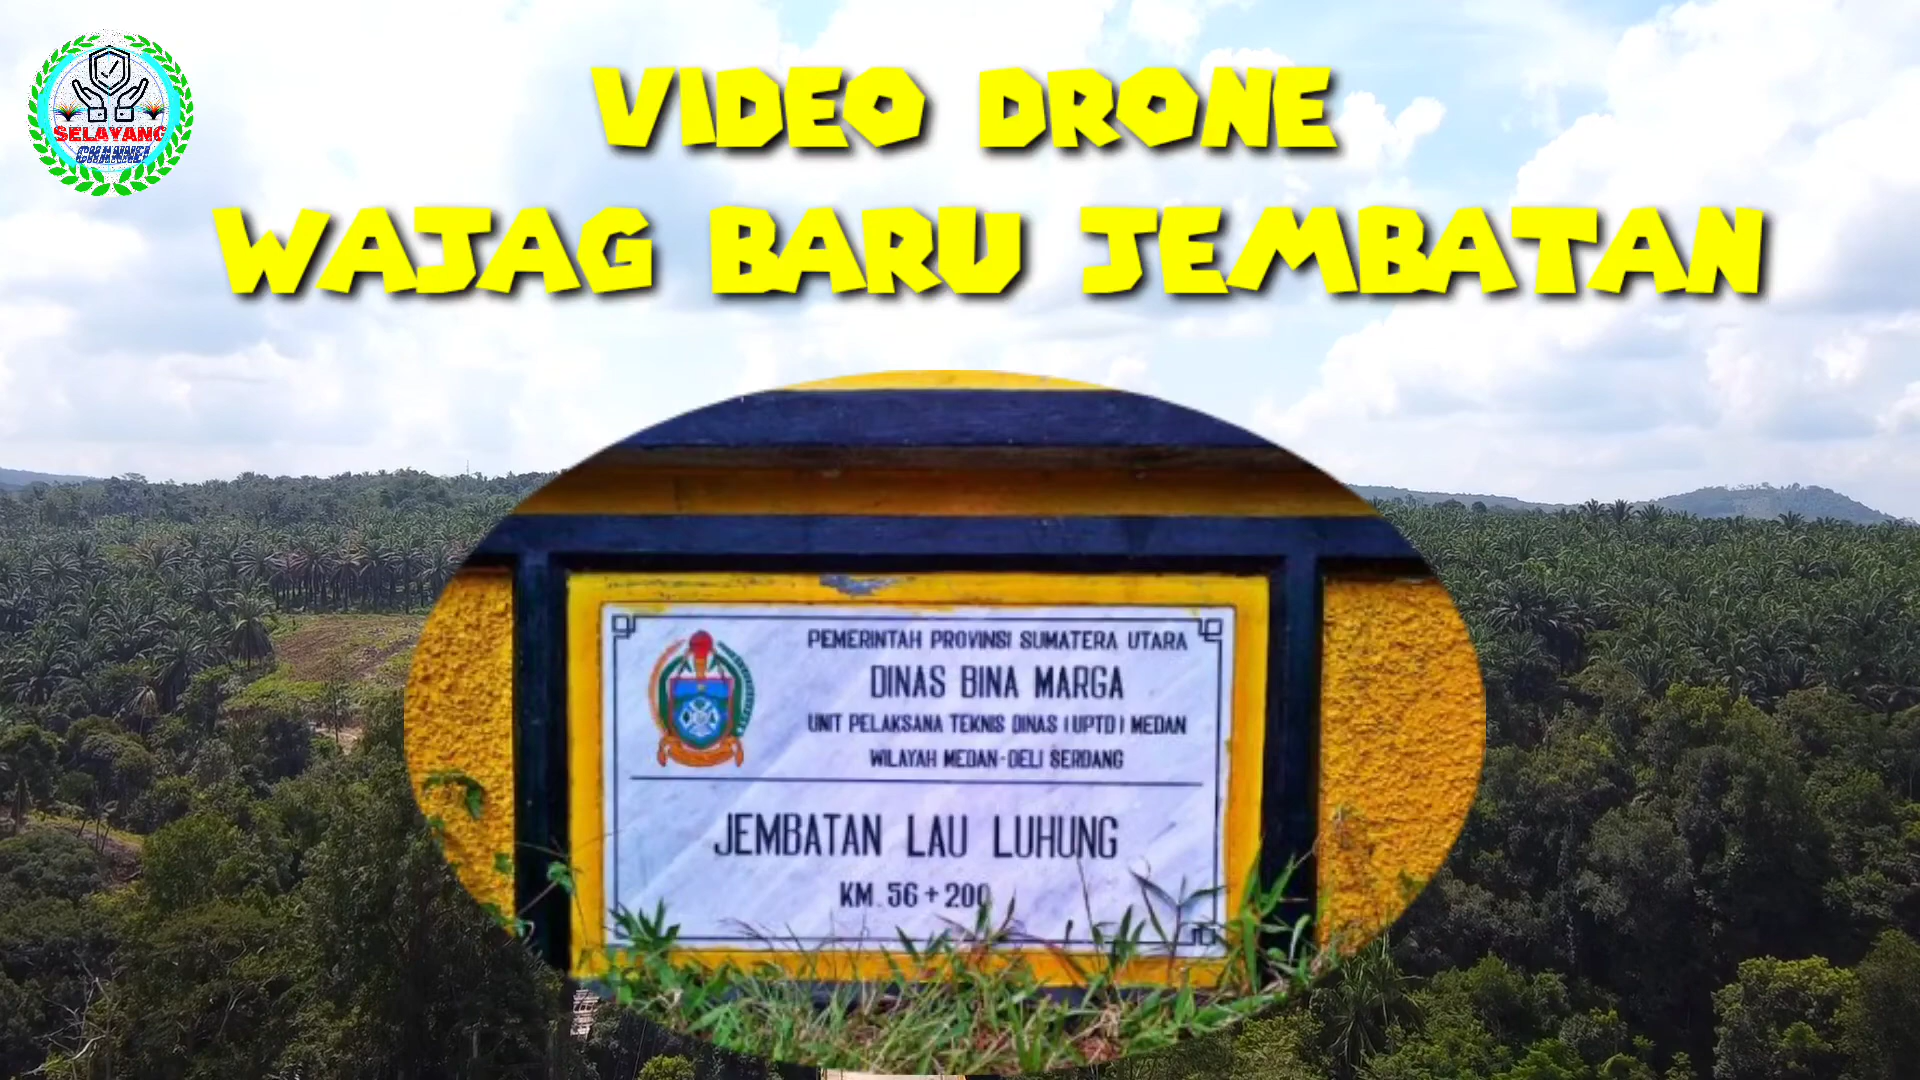 SELAYANG
CHANNEL
VIDEO DRONE
WAJAG BARU JEMBATAN
PEMERINTAH PROVINSI SUMATERA UTARA
DINAS BINA MARGA
UNIT PELAKSANA TEKNIS DINAS (UPTD) MEDAN
WILAYAH MEDAN-DELI SERDANG
JEMBATAN LAU LUHUNG
KM. 56 + 200